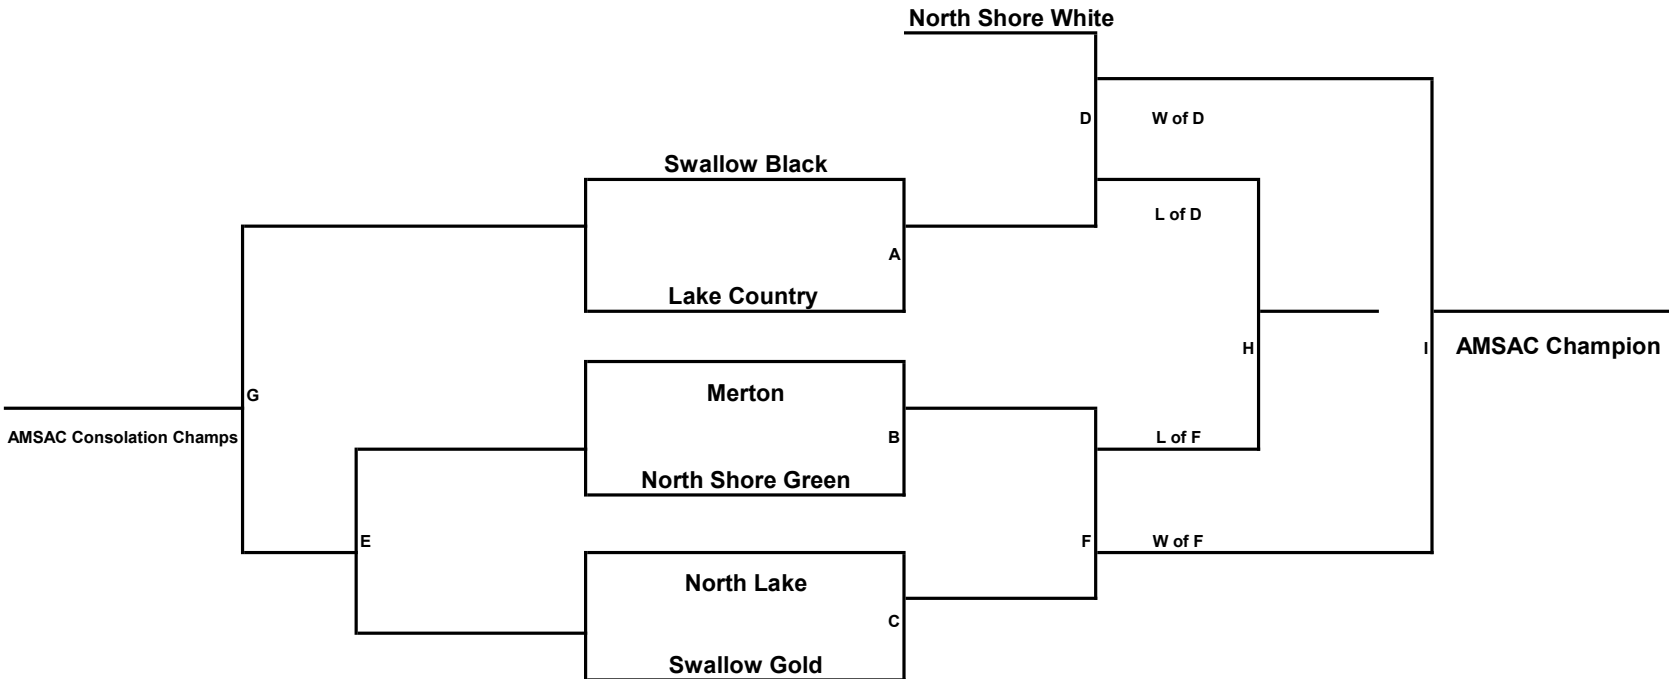 North Shore White
D
W of D
Swallow Black
L of D
A
Lake Country
H
I
AMSAC Champion
Merton
G
AMSAC Consolation Champs
B
L of F
North Shore Green
E
F
W of F
North Lake
C
Swallow Gold